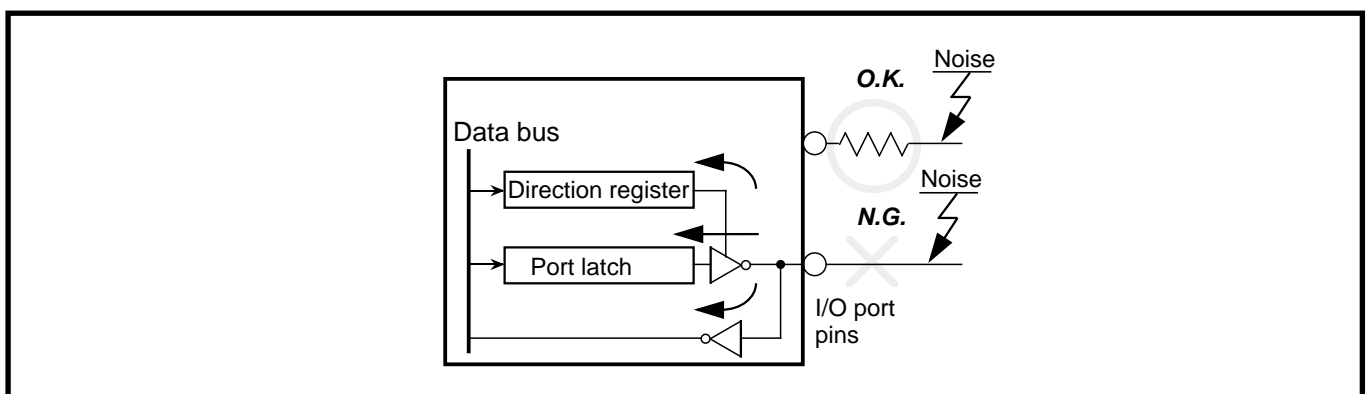 Noise
O.K.
Data bus
Noise
Direction register
N.G.
Port latch
I/O port
pins